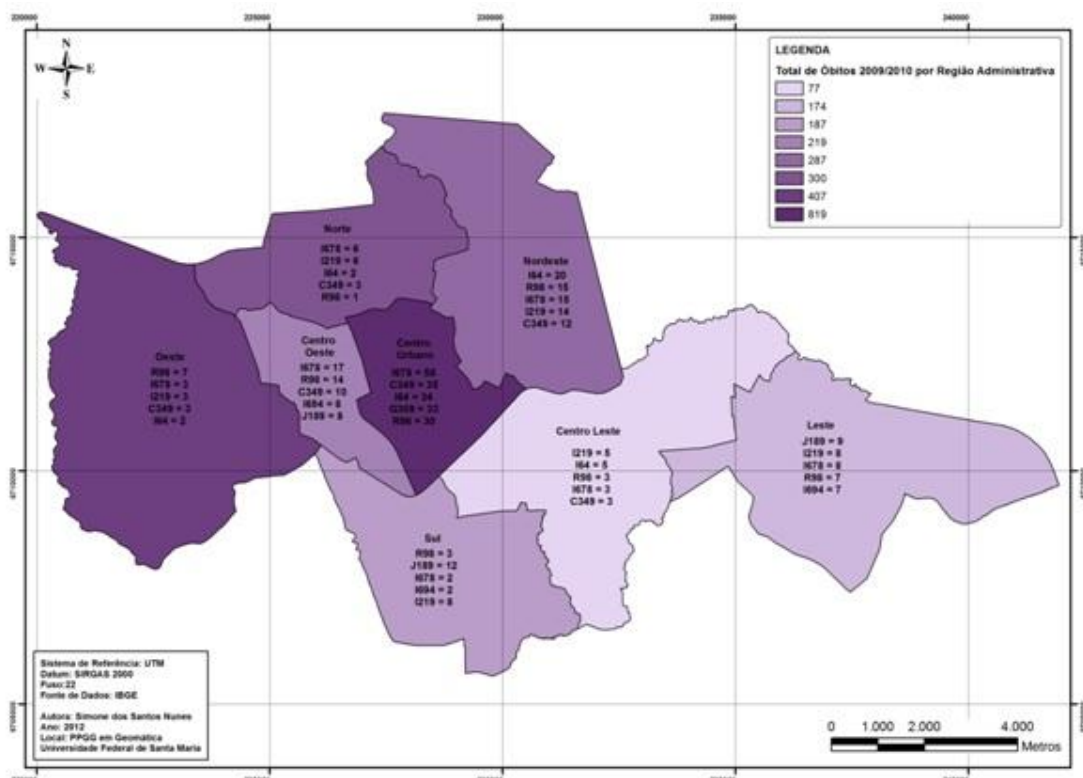 220000 225000 230000 235000 240000
N
W E
S
LEGENDA
Total de Óbitos 2009/2010 por Região Administrativa
77
174
187
219
287
300
407
819
Norte
I678 = 6
I219 = 6
I64 = 2
C349 = 3
R98 = 1
Nordeste
I64 = 20
R98 = 15
I678 = 15
I219 = 14
C349 = 12
Oeste
R98 = 7
I678 = 3
I219 = 3
C349 = 3
I64 = 2
Centro
Oeste
I678 = 17
R98 = 14
C349 = 10
I694 = 8
J189 = 8
Centro
Urbano
C349 = 35
I64 = 34
R98 = 30
Centro Leste
I219 = 5
I64 = 5
R98 = 3
I678 = 3
C349 = 3
Leste
J189 = 9
I219 = 8
I678 = 8
R98 = 7
I694 = 7
Sul
R98 = 3
J189 = 12
I678 = 2
I694 = 2
I219 = 8
Sistema de Referência: UTM
Datum: SIRGAS 2000
Fuso:22
Fonte de Dados: IBGE
Autora: Simone dos Santos Nunes
Ano: 2012
Local: PPGG em Geomática
Universidade Federal de Santa Maria
0 1.000 2.000 4.000
Metros